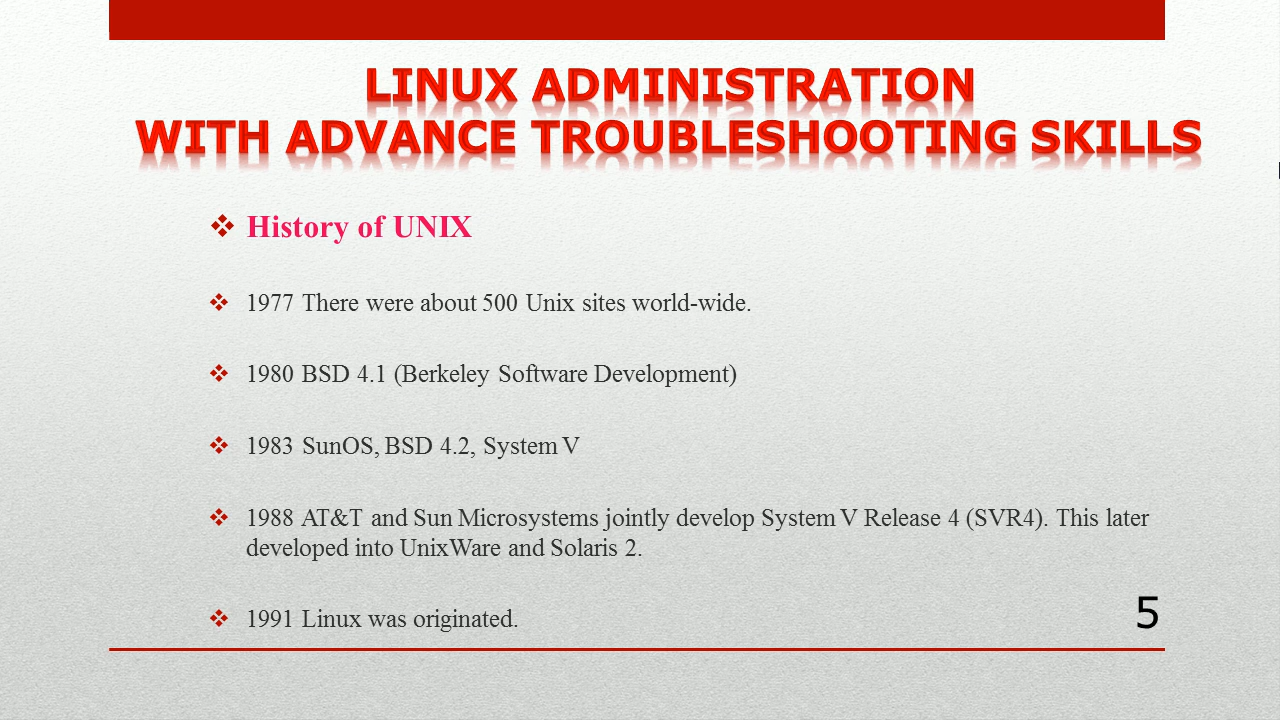 LINUX ADMINISTRATION
WITH ADVANCE TROUBLESHOOTING SKILLS
❖ History of UNIX
❖ 1977 There were about 500 Unix sites world-wide.
❖ 1980 BSD 4.1 (Berkeley Software Development)
❖ 1983 SunOS, BSD 4.2, System V
❖ 1988 AT&T and Sun Microsystems jointly develop System V Release 4 (SVR4). This later
developed into UnixWare and Solaris 2.
❖ 1991 Linux was originated.
5